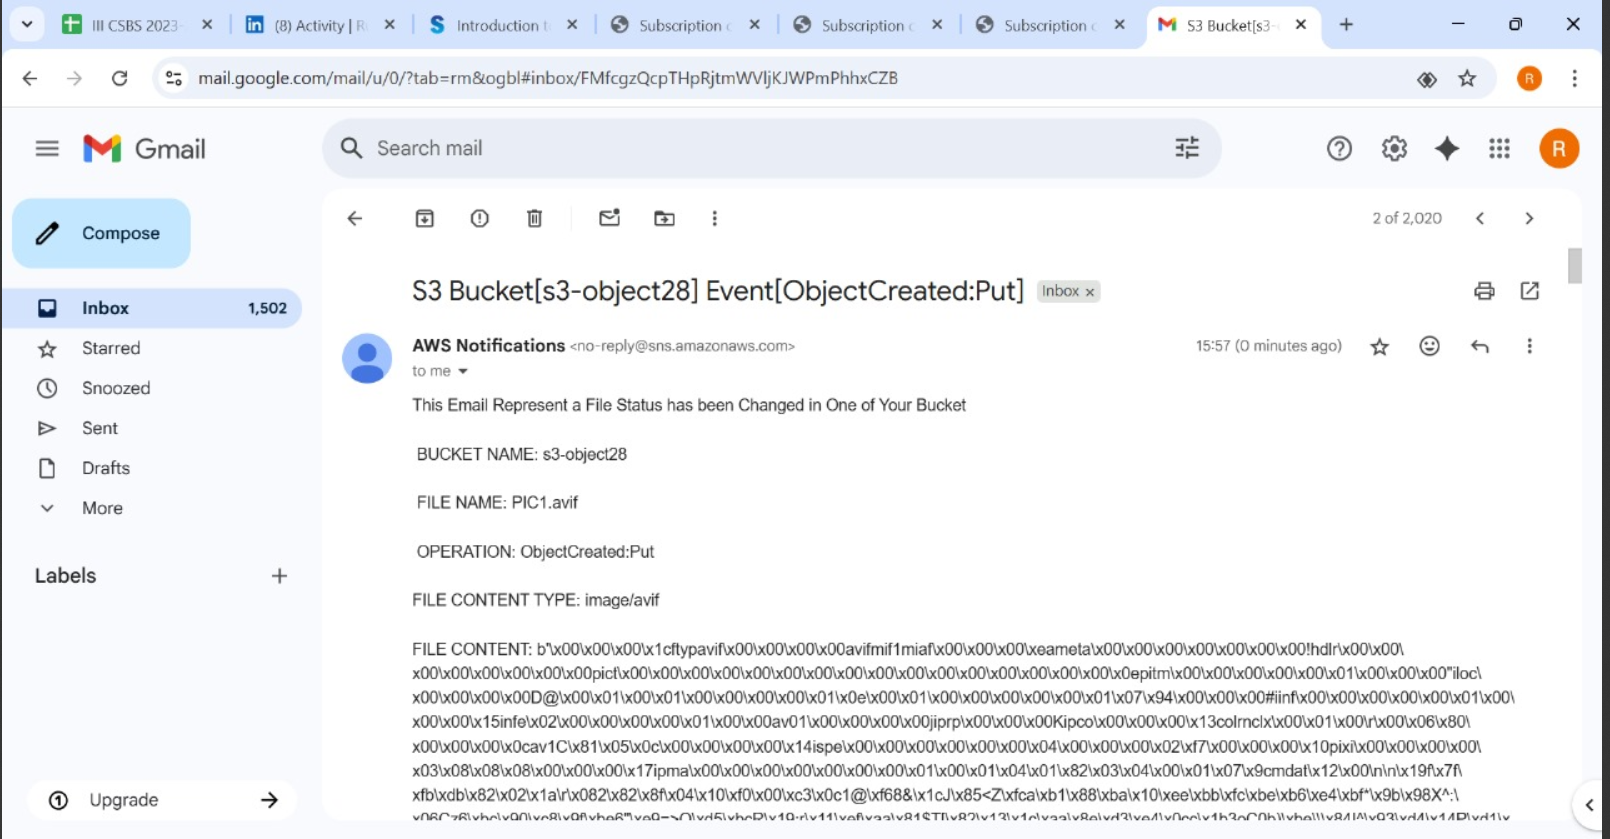 III CSBS 2023-
(8) Activity | R
Introduction t
Subscription c
Subscription c
Subscription c
S3 Bucket[s3-
mail.google.com/mail/u/0/?tab=rm&ogbl#inbox/FMfcgzQcpTHpRjtmWVljKJWPmPhhxCZB
R
Gmail
Search mail
R
Compose
2 of 2,020
Inbox 1,502
Starred
Snoozed
Sent
Drafts
More
Labels
Upgrade
S3 Bucket[s3-object28] Event[ObjectCreated:Put] Inbox x
AWS Notifications <no-reply@sns.amazonaws.com> 15:57 (0 minutes ago)
to me
This Email Represent a File Status has been Changed in One of Your Bucket
BUCKET NAME: s3-object28
FILE NAME: PIC1.avif
OPERATION: ObjectCreated:Put
FILE CONTENT TYPE: image/avif
FILE CONTENT: b'\x00\x00\x00\x1cftypavif\x00\x00\x00\x00avifmif1miaf\x00\x00\x00\xeameta\x00\x00\x00\x00\x00\x00\x00!hdlr\x00\x00\
x00\x00\x00\x00\x00\x00pict\x00\x00\x00\x00\x00\x00\x00\x00\x00\x00\x00\x00\x00\x00\x00\x0epitm\x00\x00\x00\x00\x00\x01\x00\x00\x00"iloc\
x00\x00\x00\x00D@\x00\x01\x00\x01\x00\x00\x00\x00\x01\x0e\x00\x01\x00\x00\x00\x00\x00\x01\x07\x94\x00\x00\x00#iinf\x00\x00\x00\x00\x00\x01\x00\
x00\x00\x15infe\x02\x00\x00\x00\x00\x01\x00\x00av01\x00\x00\x00\x00jiprp\x00\x00\x00Kipco\x00\x00\x00\x13colrnclx\x00\x01\x00\r\x00\x06\x80\
x00\x00\x00\x0cav1C\x81\x05\x0c\x00\x00\x00\x00\x14ispe\x00\x00\x00\x00\x00\x00\x04\x00\x00\x00\x02\xf7\x00\x00\x00\x10pixi\x00\x00\x00\x00\
x03\x08\x08\x08\x00\x00\x00\x17ipma\x00\x00\x00\x00\x00\x00\x00\x01\x00\x01\x04\x01\x82\x03\x04\x00\x01\x07\x9cmdat\x12\x00\n\n\x19f\x7f\
xfb\xdb\x82\x02\x1a\r\x082\x82\x8f\x04\x10\xf0\x00\xc3\x0c1@\xf68&\x1cJ\x85<Z\xfca\xb1\x88\xba\x10\xee\xbb\xfc\xbe\xb6\xe4\xbf*\x9b\x98X^:\